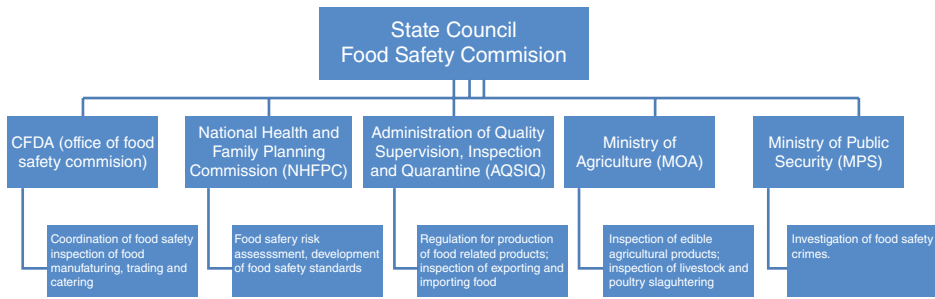 State Council
Food Safety Commision
CFDA (office of food
safety commision)
National Health and
Family Planning
Commission (NHFPC)
Administration of Quality
Supervision, Inspection
and Quarantine (AQSIQ)
Ministry of
Agriculture (MOA)
Ministry of Public
Security (MPS)
Coordination of food safety
inspection of food
manufaturing, trading and
catering
Food safery risk
assesssment, development
of food safety standards
Regulation for production
of food related products;
inspection of exporting and
importing food
Inspection of edible
agricultural products;
inspection of livestock and
poultry slaguhtering
Investigation of food safety
crimes.